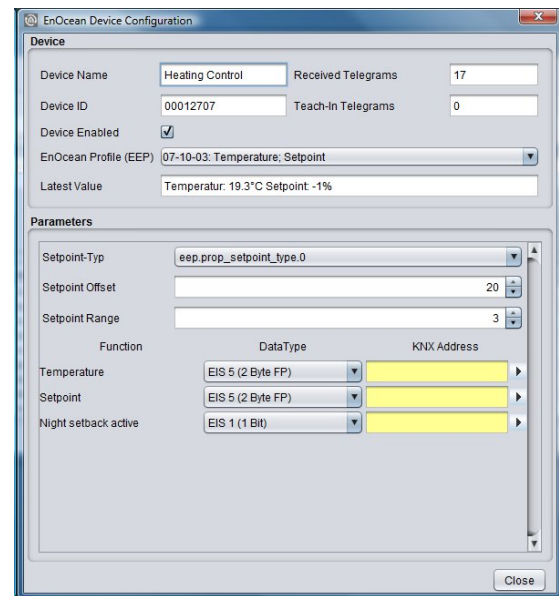 EnOcean Device Configuration
Device
Device Name Heating Control Received Telegrams 17
Device ID 00012707 Teach-In Telegrams 0
Device Enabled
EnOcean Profile (EEP) 07-10-03: Temperature; Setpoint
Latest Value Temperatur: 19.3°C Setpoint: -1%
Parameters
Setpoint-Typ eep.prop_setpoint_type.0
Setpoint Offset 20
Setpoint Range 3
Function DataType KNX Address
Temperature EIS 5 (2 Byte FP)
Setpoint EIS 5 (2 Byte FP)
Night setback active EIS 1 (1 Bit)
Close